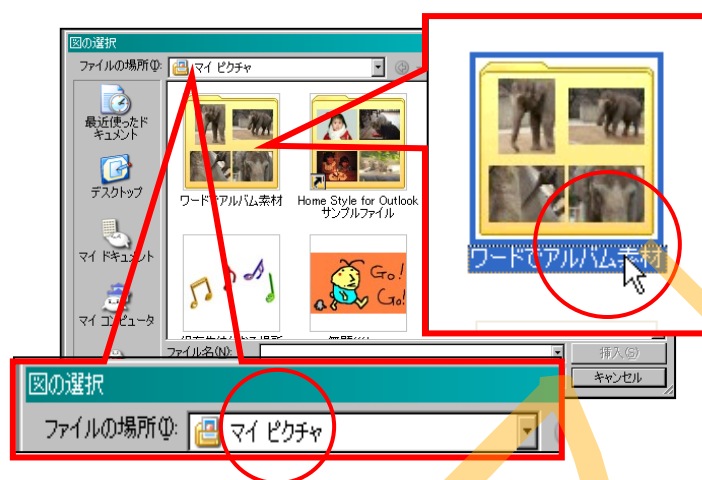 図の選択
ファイルの場所(I):
マイ ピクチャ
最近使ったド
キュメント
デスクトップ
マイ ドキュメント
マイ コンピュータ
ワードでアルバム素材
Home Style for Outlook
サンプルファイル
Go!
Go!
ファイル名(N):
挿入(S)
キャンセル
ワードでアルバム素材
図の選択
ファイルの場所(I):
マイ ピクチャ